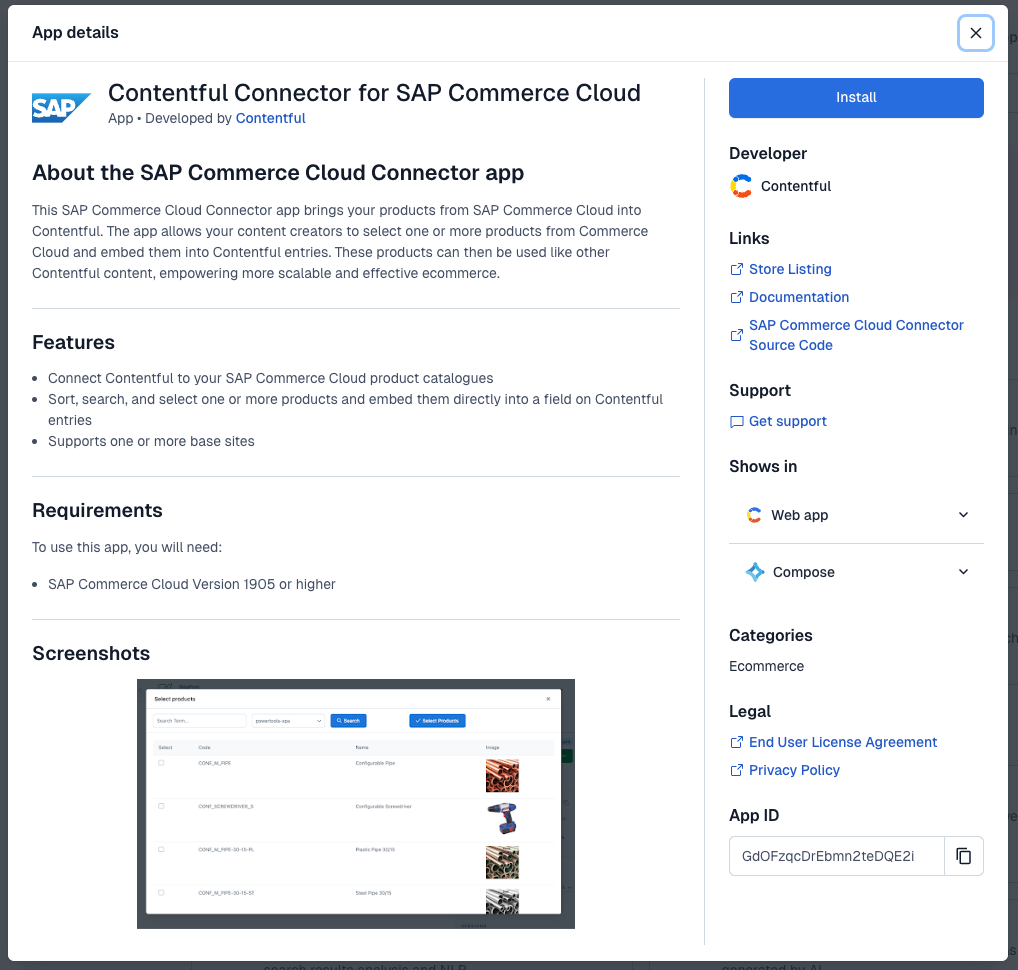 App details
SAP
Contentful Connector for SAP Commerce Cloud
App • Developed by Contentful
About the SAP Commerce Cloud Connector app
This SAP Commerce Cloud Connector app brings your products from SAP Commerce Cloud into
Contentful. The app allows your content creators to select one or more products from Commerce
Cloud and embed them into Contentful entries. These products can then be used like other
Contentful content, empowering more scalable and effective ecommerce.
Features
• Connect Contentful to your SAP Commerce Cloud product catalogues
• Sort, search, and select one or more products and embed them directly into a field on Contentful
entries
• Supports one or more base sites
Requirements
To use this app, you will need:
• SAP Commerce Cloud Version 1905 or higher
Screenshots
Select products
Search Term...
powertools-spa
Search
Select Products
Select Code Name Image
CONF_AL_PIPE Configurable Pipe
CONF_SCREWDRIVER_S Configurable Screwdriver
CONF_AL_PIPE-30-15-PL Plastic Pipe 30/15
CONF_AL_PIPE-30-15-ST Steel Pipe 30/15
Install
Developer
Contentful
Links
Store Listing
Documentation
SAP Commerce Cloud Connector
Source Code
Support
Get support
Shows in
Web app
Compose
Categories
Ecommerce
Legal
End User License Agreement
Privacy Policy
App ID
GdOFzqcDrEbmn2teDQE2i